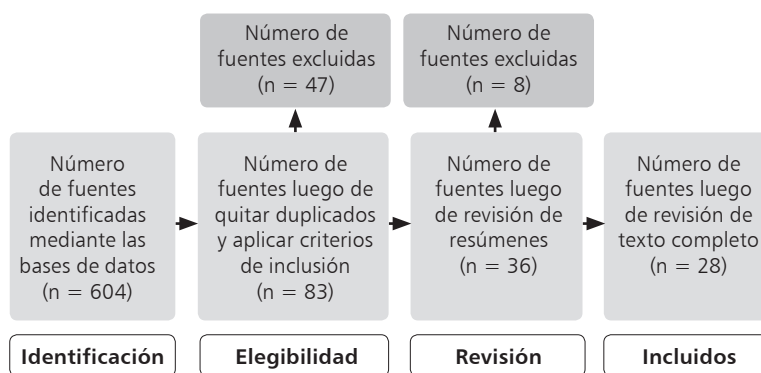 Número de
fuentes excluidas
(n = 47)
Número de
fuentes excluidas
(n = 8)
Número
de fuentes
identificadas
mediante las
bases de datos
(n = 604)
Número de
fuentes luego de
quitar duplicados
y aplicar criterios
de inclusión
(n = 83)
Número de
fuentes luego
de revisión de
resúmenes
(n = 36)
Número de
fuentes luego
de revisión de
texto completo
(n = 28)
Identificación
Elegibilidad
Revisión
Incluidos